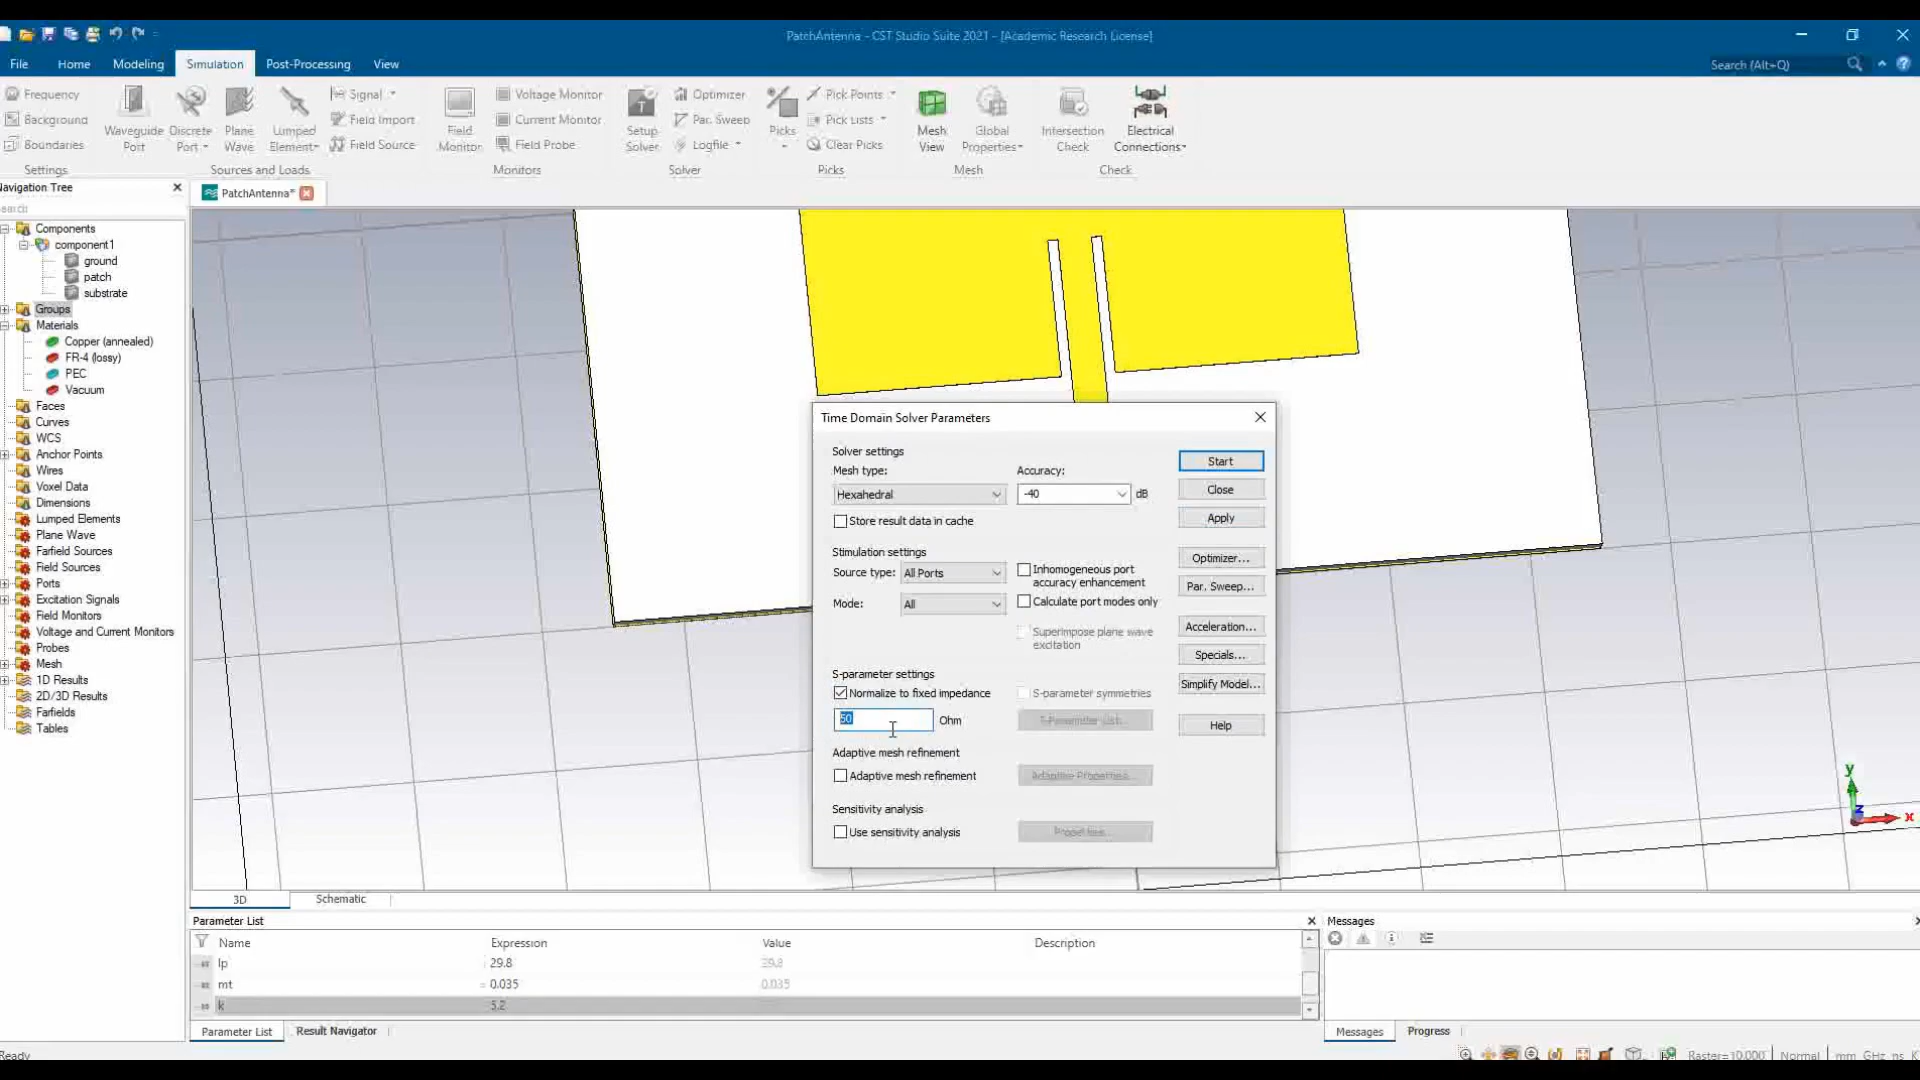 PatchAntenna - CST Studio Suite 2021 - [Academic Research License]
File Home Modeling Simulation Post-Processing View Search (Alt+Q)
Frequency
Background
Boundaries
Settings
Waveguide Port
Discrete Port
Plane Wave
Lumped Element
Signal
Field Import
Field Source
Sources and Loads
Field Monitor
Voltage Monitor
Current Monitor
Field Probe
Monitors
Setup Solver
Optimizer
Par. Sweep
Logfile
Solver
Picks
Pick Points
Pick Lists
Clear Picks
Picks
Mesh View
Global Properties
Mesh
Intersection Check
Electrical Connections
Check
Navigation Tree
PatchAntenna*
Components
component1
ground
patch
substrate
Groups
Materials
Copper (annealed)
FR-4 (lossy)
PEC
Vacuum
Faces
Curves
WCS
Anchor Points
Wires
Voxel Data
Dimensions
Lumped Elements
Plane Wave
Farfield Sources
Field Sources
Ports
Excitation Signals
Field Monitors
Voltage and Current Monitors
Probes
Mesh
1D Results
2D/3D Results
Farfields
Tables
Time Domain Solver Parameters
Solver settings
Mesh type: Accuracy:
Hexahedral -40 dB
Store result data in cache
Stimulation settings
Source type: All Ports
Mode: All
Inhomogeneous port
accuracy enhancement
Calculate port modes only
Superimpose plane wave
excitation
S-parameter settings
Normalize to fixed impedance
S-parameter symmetries
50 Ohm
Adaptive mesh refinement
Adaptive mesh refinement
Adaptive Properties...
Sensitivity analysis
Use sensitivity analysis
Properties...
Start
Close
Apply
Optimizer...
Par. Sweep...
Acceleration...
Specials...
Simplify Model...
Help
y
z
x
3D Schematic
Parameter List
Name Expression Value Description
lp 29.8 29.8
mt = 0.035 0.035
k 5.2
Parameter List Result Navigator
Messages
Messages Progress
Ready
Raster=10.000 Normal mm GHz ns K